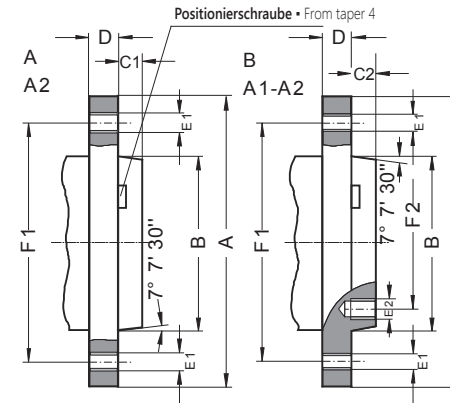 Positionierschraube • From taper 4
D
C1
A
A2
E1
F1
B
A
7° 7' 30''
E1
D
C2
B
A1-A2
E1
7° 7' 30''
F1
F2
B
E2
E1